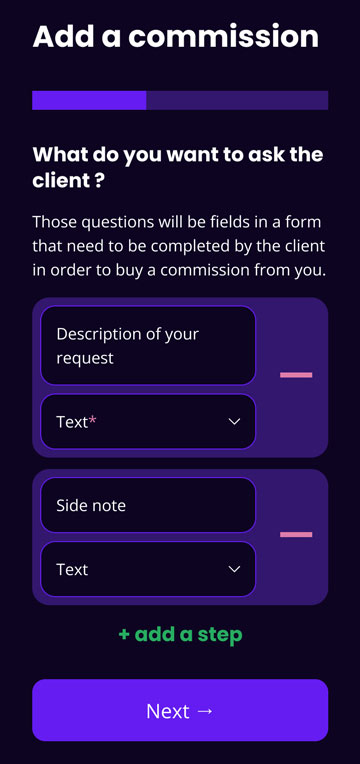 Add a commission
What do you want to ask the
client ?
Those questions will be fields in a form
that need to be completed by the client
in order to buy a commission from you.
Description of your
request
Text*
Side note
Text
+ add a step
Next →